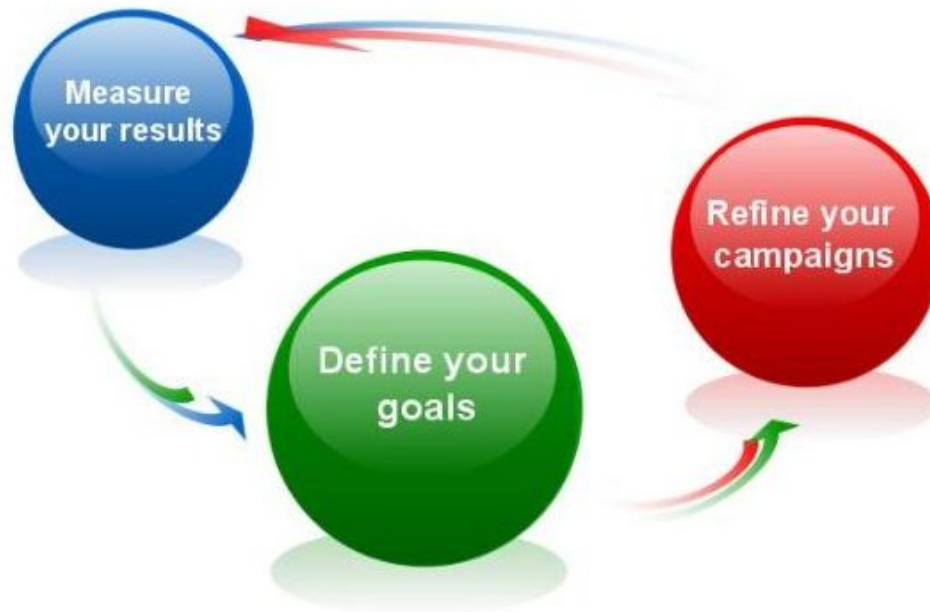 Measure
your results
Refine your
campaigns
Define your
goals